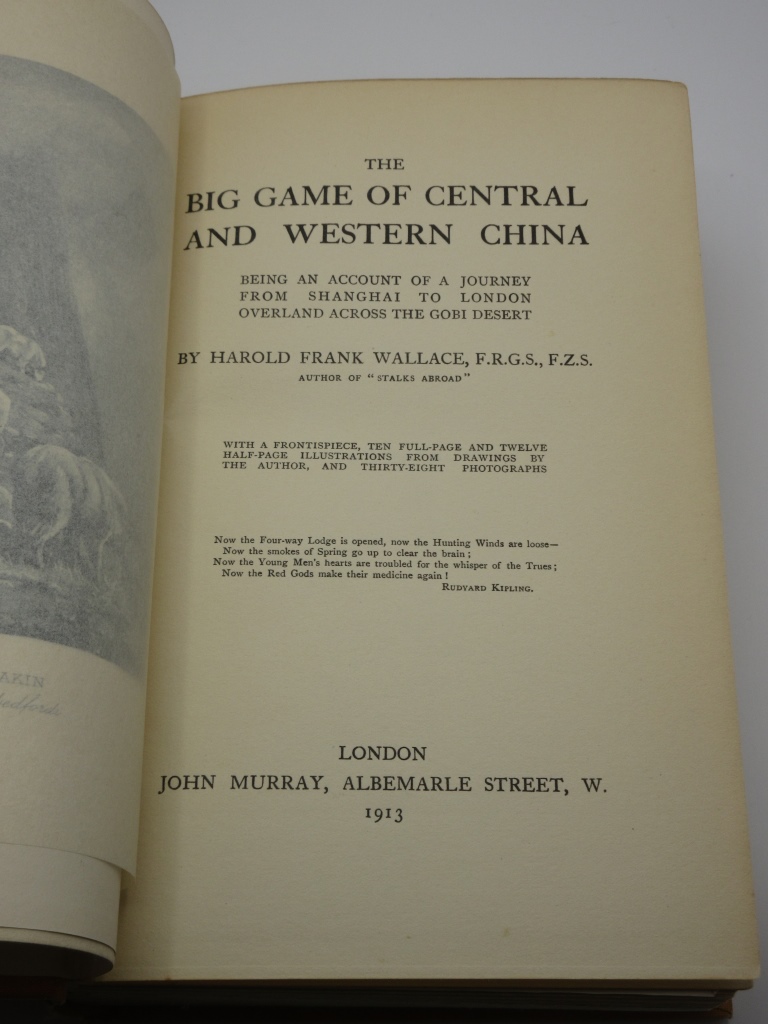 AKIN
THE
BIG GAME OF CENTRAL
AND WESTERN CHINA
BEING AN ACCOUNT OF A JOURNEY
FROM SHANGHAI TO LONDON
OVERLAND ACROSS THE GOBI DESERT
BY HAROLD FRANK WALLACE, F.R.G.S., F.Z.S.
AUTHOR OF "STALKS ABROAD"
WITH A FRONTISPIECE, TEN FULL-PAGE AND TWELVE
HALF-PAGE ILLUSTRATIONS FROM DRAWINGS BY
THE AUTHOR, AND THIRTY-EIGHT PHOTOGRAPHS
Now the Four-way Lodge is opened, now the Hunting Winds are loose—
Now the smokes of Spring go up to clear the brain;
Now the Young Men's hearts are troubled for the whisper of the Trues;
Now the Red Gods make their medicine again!
RUDYARD KIPLING.
LONDON
JOHN MURRAY, ALBEMARLE STREET, W.
1913